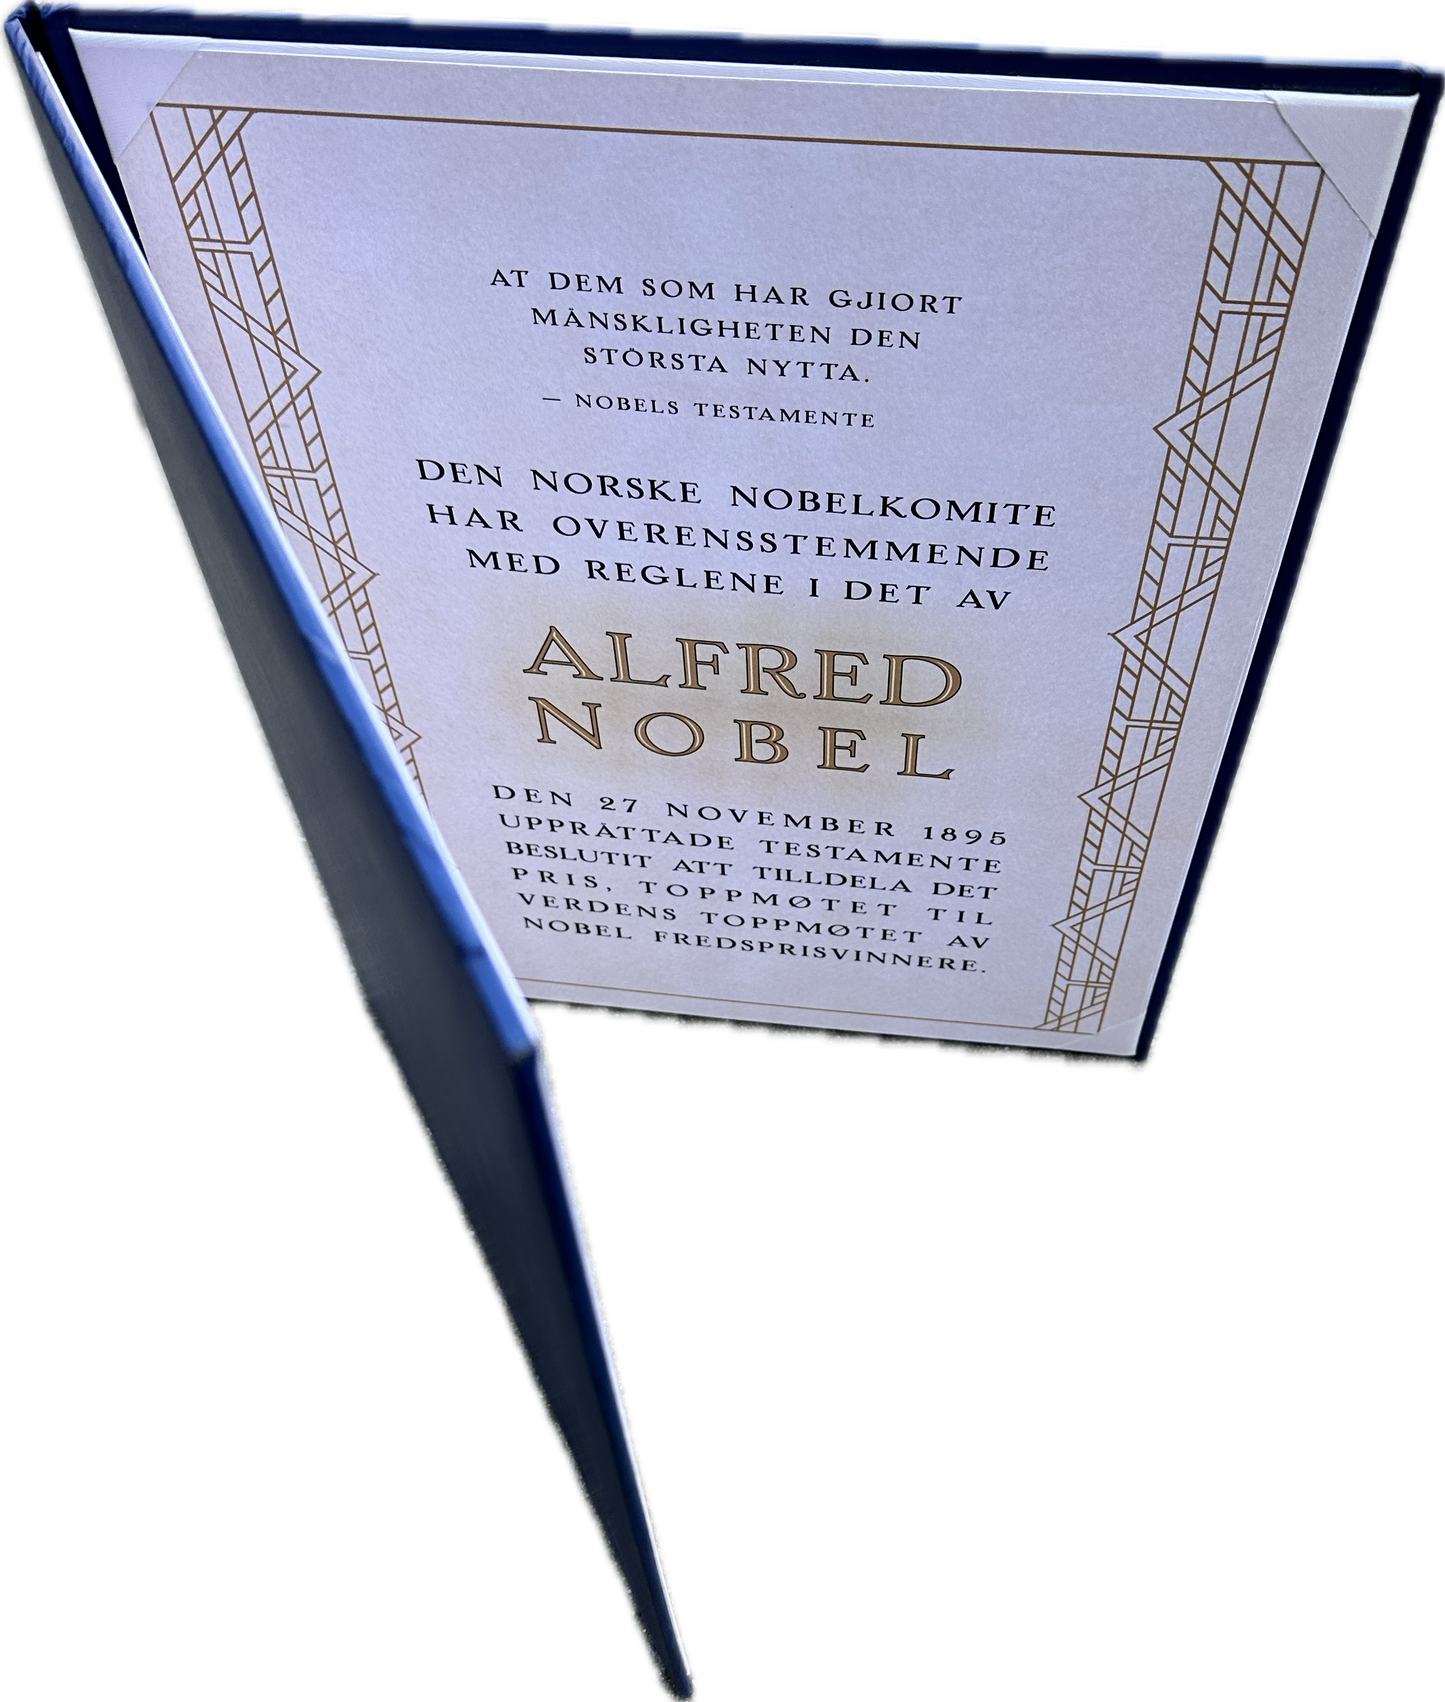 AT DEM SOM HAR GJIORT
MÄNSKLIGHETEN DEN
STÖRSTA NYTTA.
— NOBELS TESTAMENTE
DEN NORSKE NOBELKOMITE
HAR OVERENSSTEMMENDE
MED REGLENE I DET AV
ALFRED
NOBEL
DEN 27 NOVEMBER 1895
UPPRÄTTADE TESTAMENTE
BESLUTIT ATT TILLDELA DET
PRIS, TOPPMØTET TIL
VERDENS TOPPMØTET AV
NOBEL FREDSPRISVINNERE.